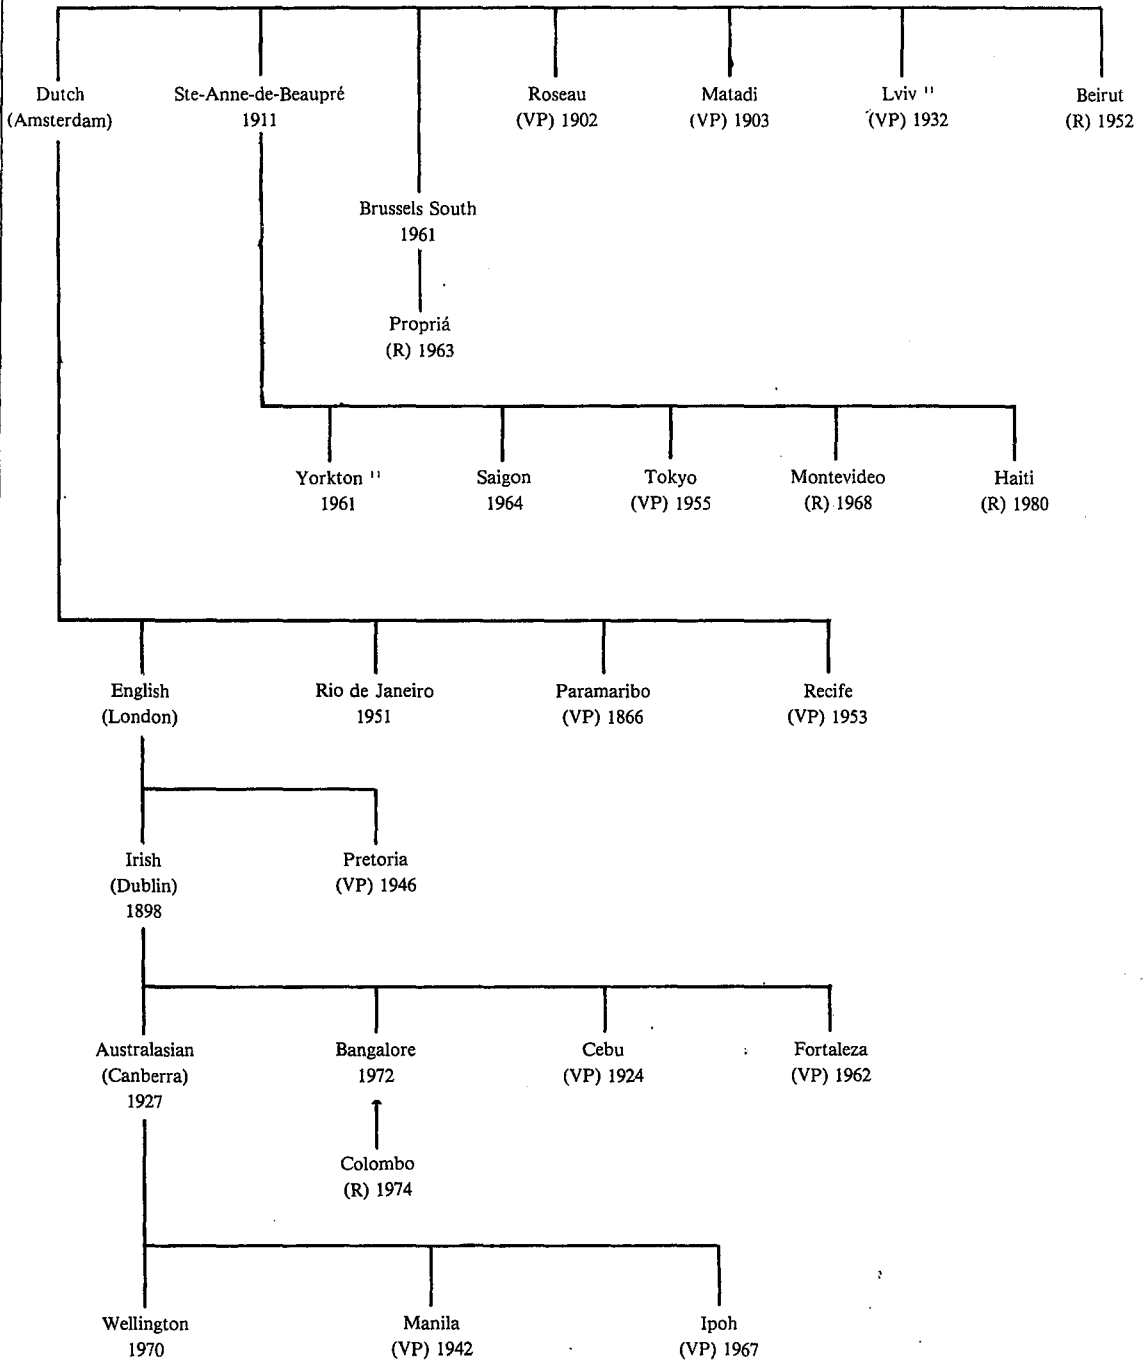 Dutch
(Amsterdam)
Ste-Anne-de-Beaupré
1911
Roseau
(VP) 1902
Matadi
(VP) 1903
Lviv ''
(VP) 1932
Beirut
(R) 1952
Brussels South
1961
Propriá
(R) 1963
Yorkton ''
1961
Saigon
1964
Tokyo
(VP) 1955
Montevideo
(R) 1968
Haiti
(R) 1980
English
(London)
Rio de Janeiro
1951
Paramaribo
(VP) 1866
Recife
(VP) 1953
Irish
(Dublin)
1898
Pretoria
(VP) 1946
Australasian
(Canberra)
1927
Bangalore
1972
Cebu
(VP) 1924
Fortaleza
(VP) 1962
Colombo
(R) 1974
Wellington
1970
Manila
(VP) 1942
Ipoh
(VP) 1967